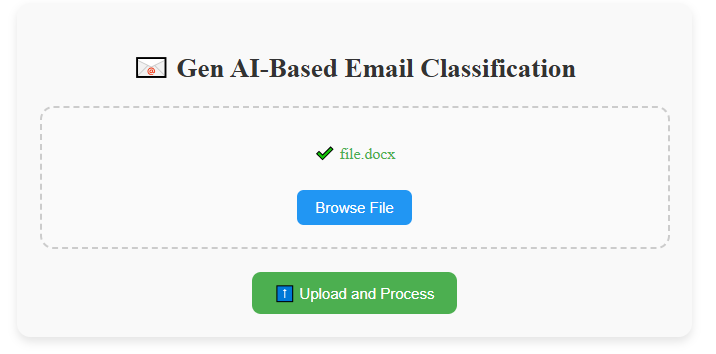 Gen AI-Based Email Classification
file.docx
Browse File
Upload and Process